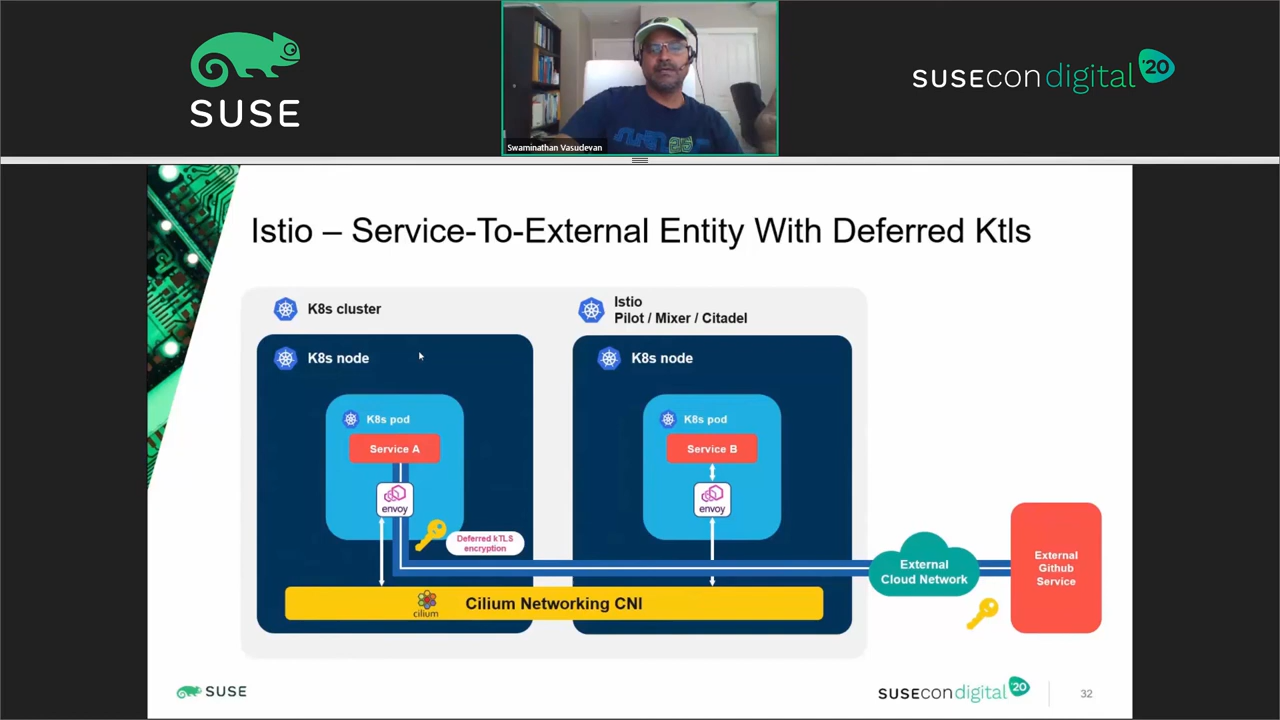 SUSE
SUSECON digital '20
Swaminathan Vasudevan
Istio – Service-To-External Entity With Deferred Ktls
K8s cluster
Istio
Pilot / Mixer / Citadel
K8s node
K8s node
K8s pod
K8s pod
Service A
Service B
envoy
envoy
Deferred kTLS
encryption
External
Cloud Network
External
Github
Service
cilium
Cilium Networking CNI
SUSE
SUSECON digital '20
32